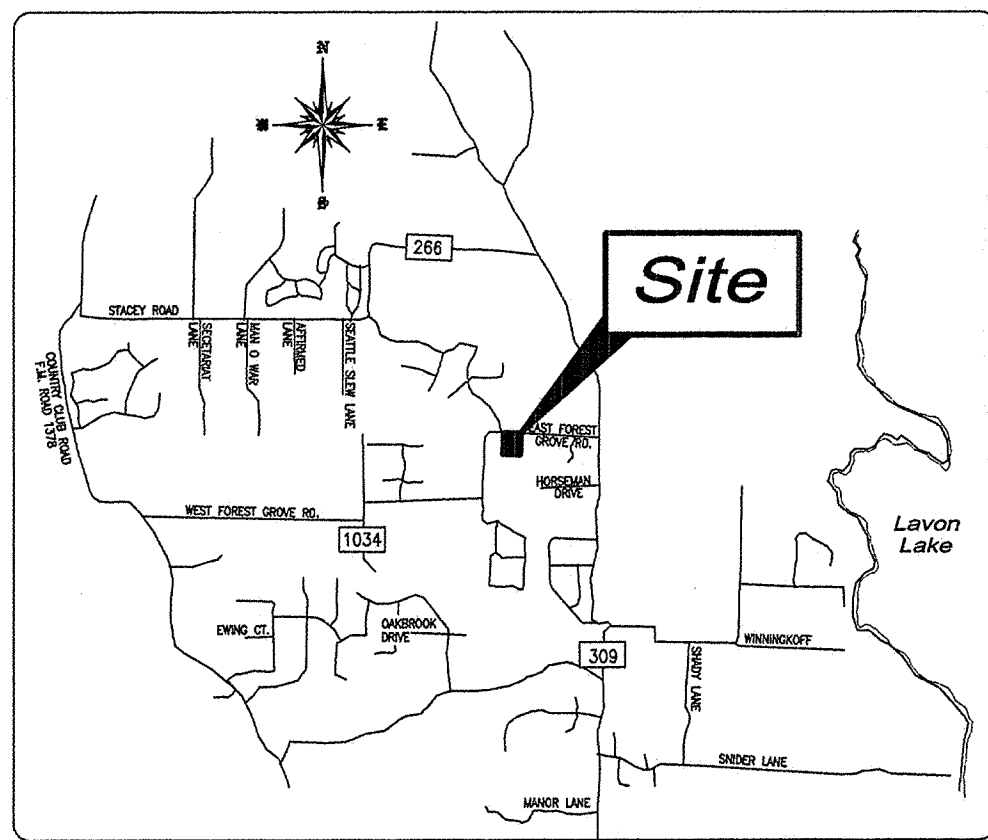 N
S
266
Site
STACEY ROAD
SECRETARIAT
LANE
MAN O WAR
LANE
AFFIRMED
LANE
SEATTLE SLEW LANE
COUNTRY CLUB ROAD
F.M. ROAD 1378
EAST FOREST
GROVE RD.
HORSEMAN
DRIVE
WEST FOREST GROVE RD.
1034
Lavon
Lake
EWING CT.
OAKBROOK
DRIVE
309
WINNINGKOFF
SHADY LANE
SNIDER LANE
MANOR LANE